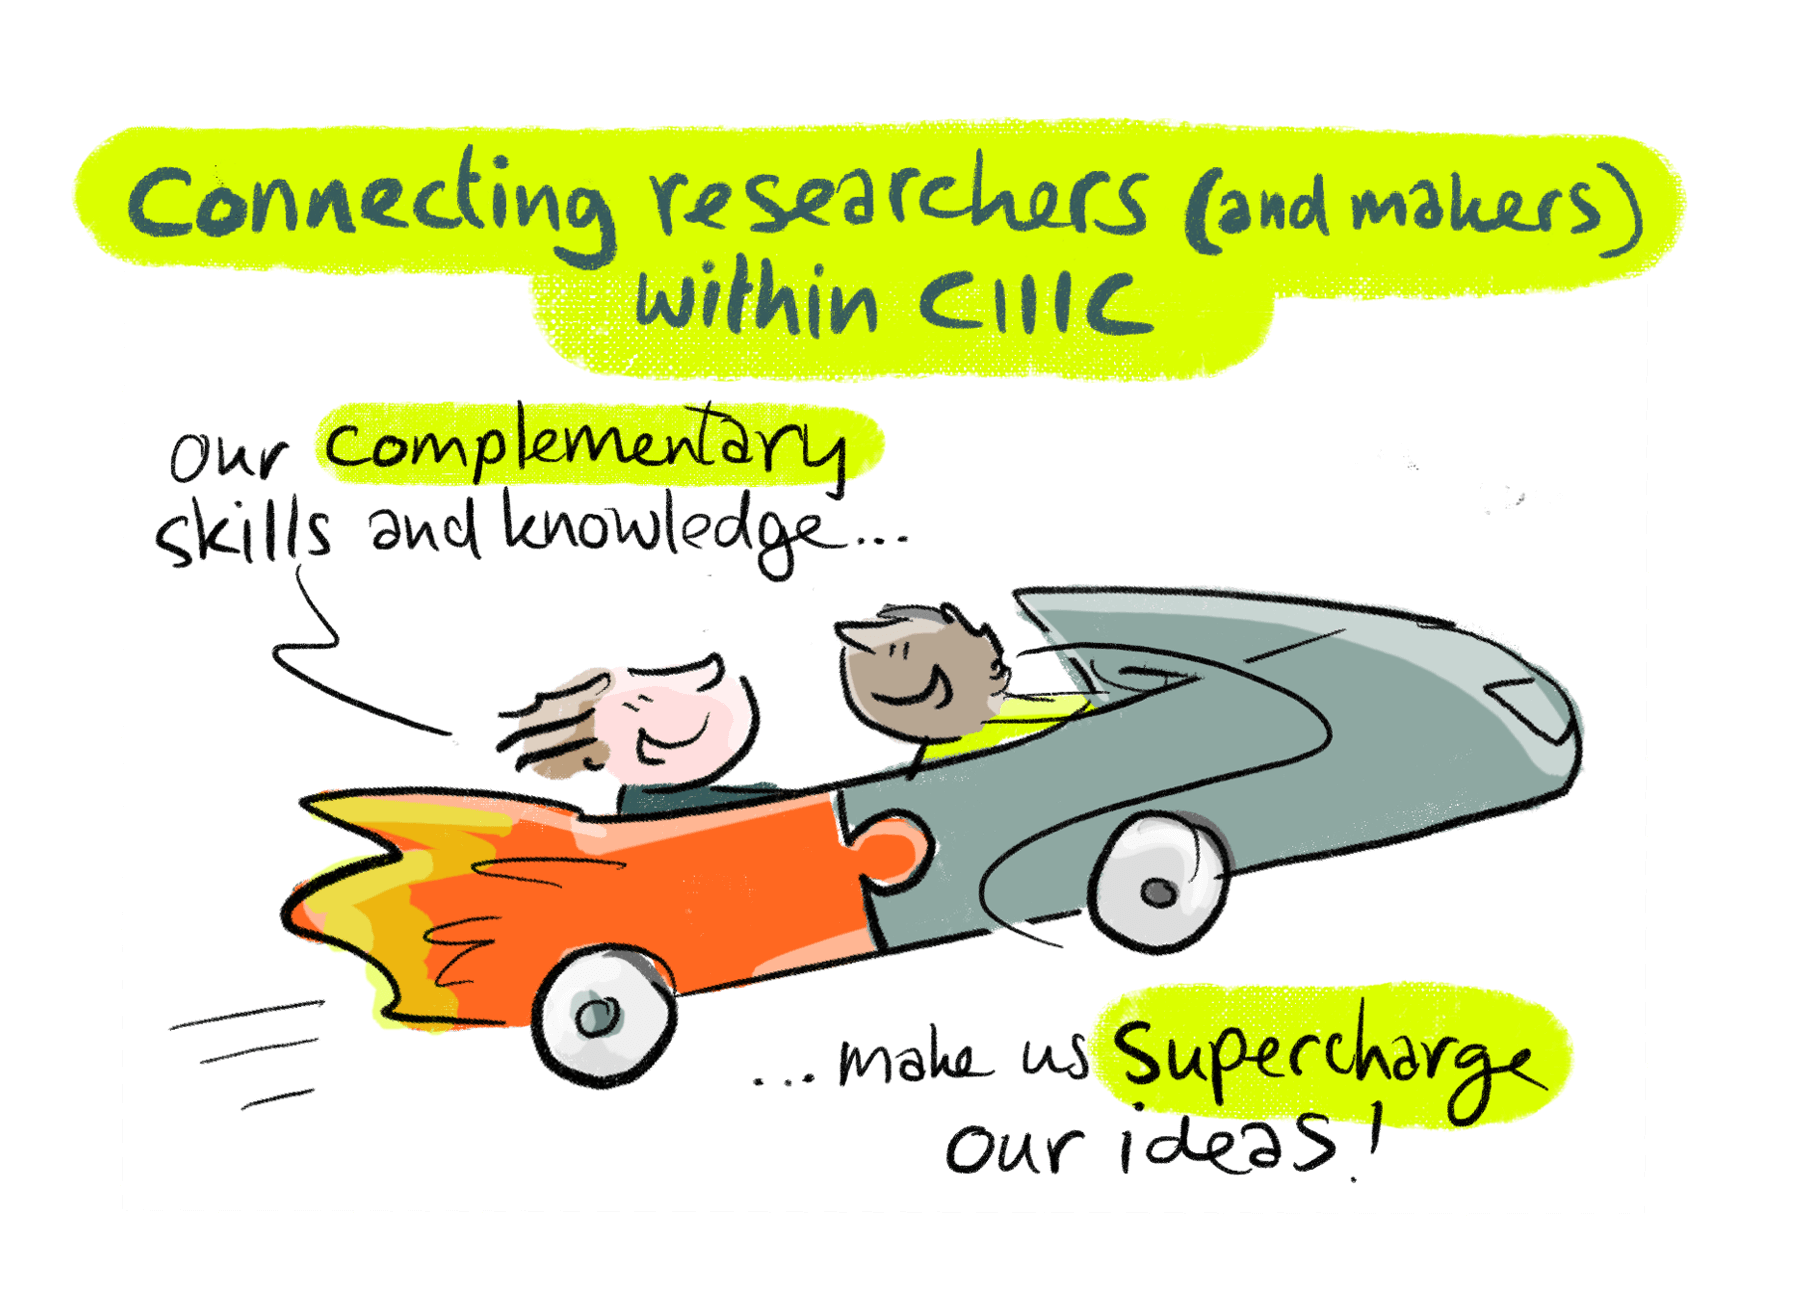 Connecting researchers (and makers)
within CIIIC
our complementary
skills and knowledge...
...make us supercharge
our ideas!